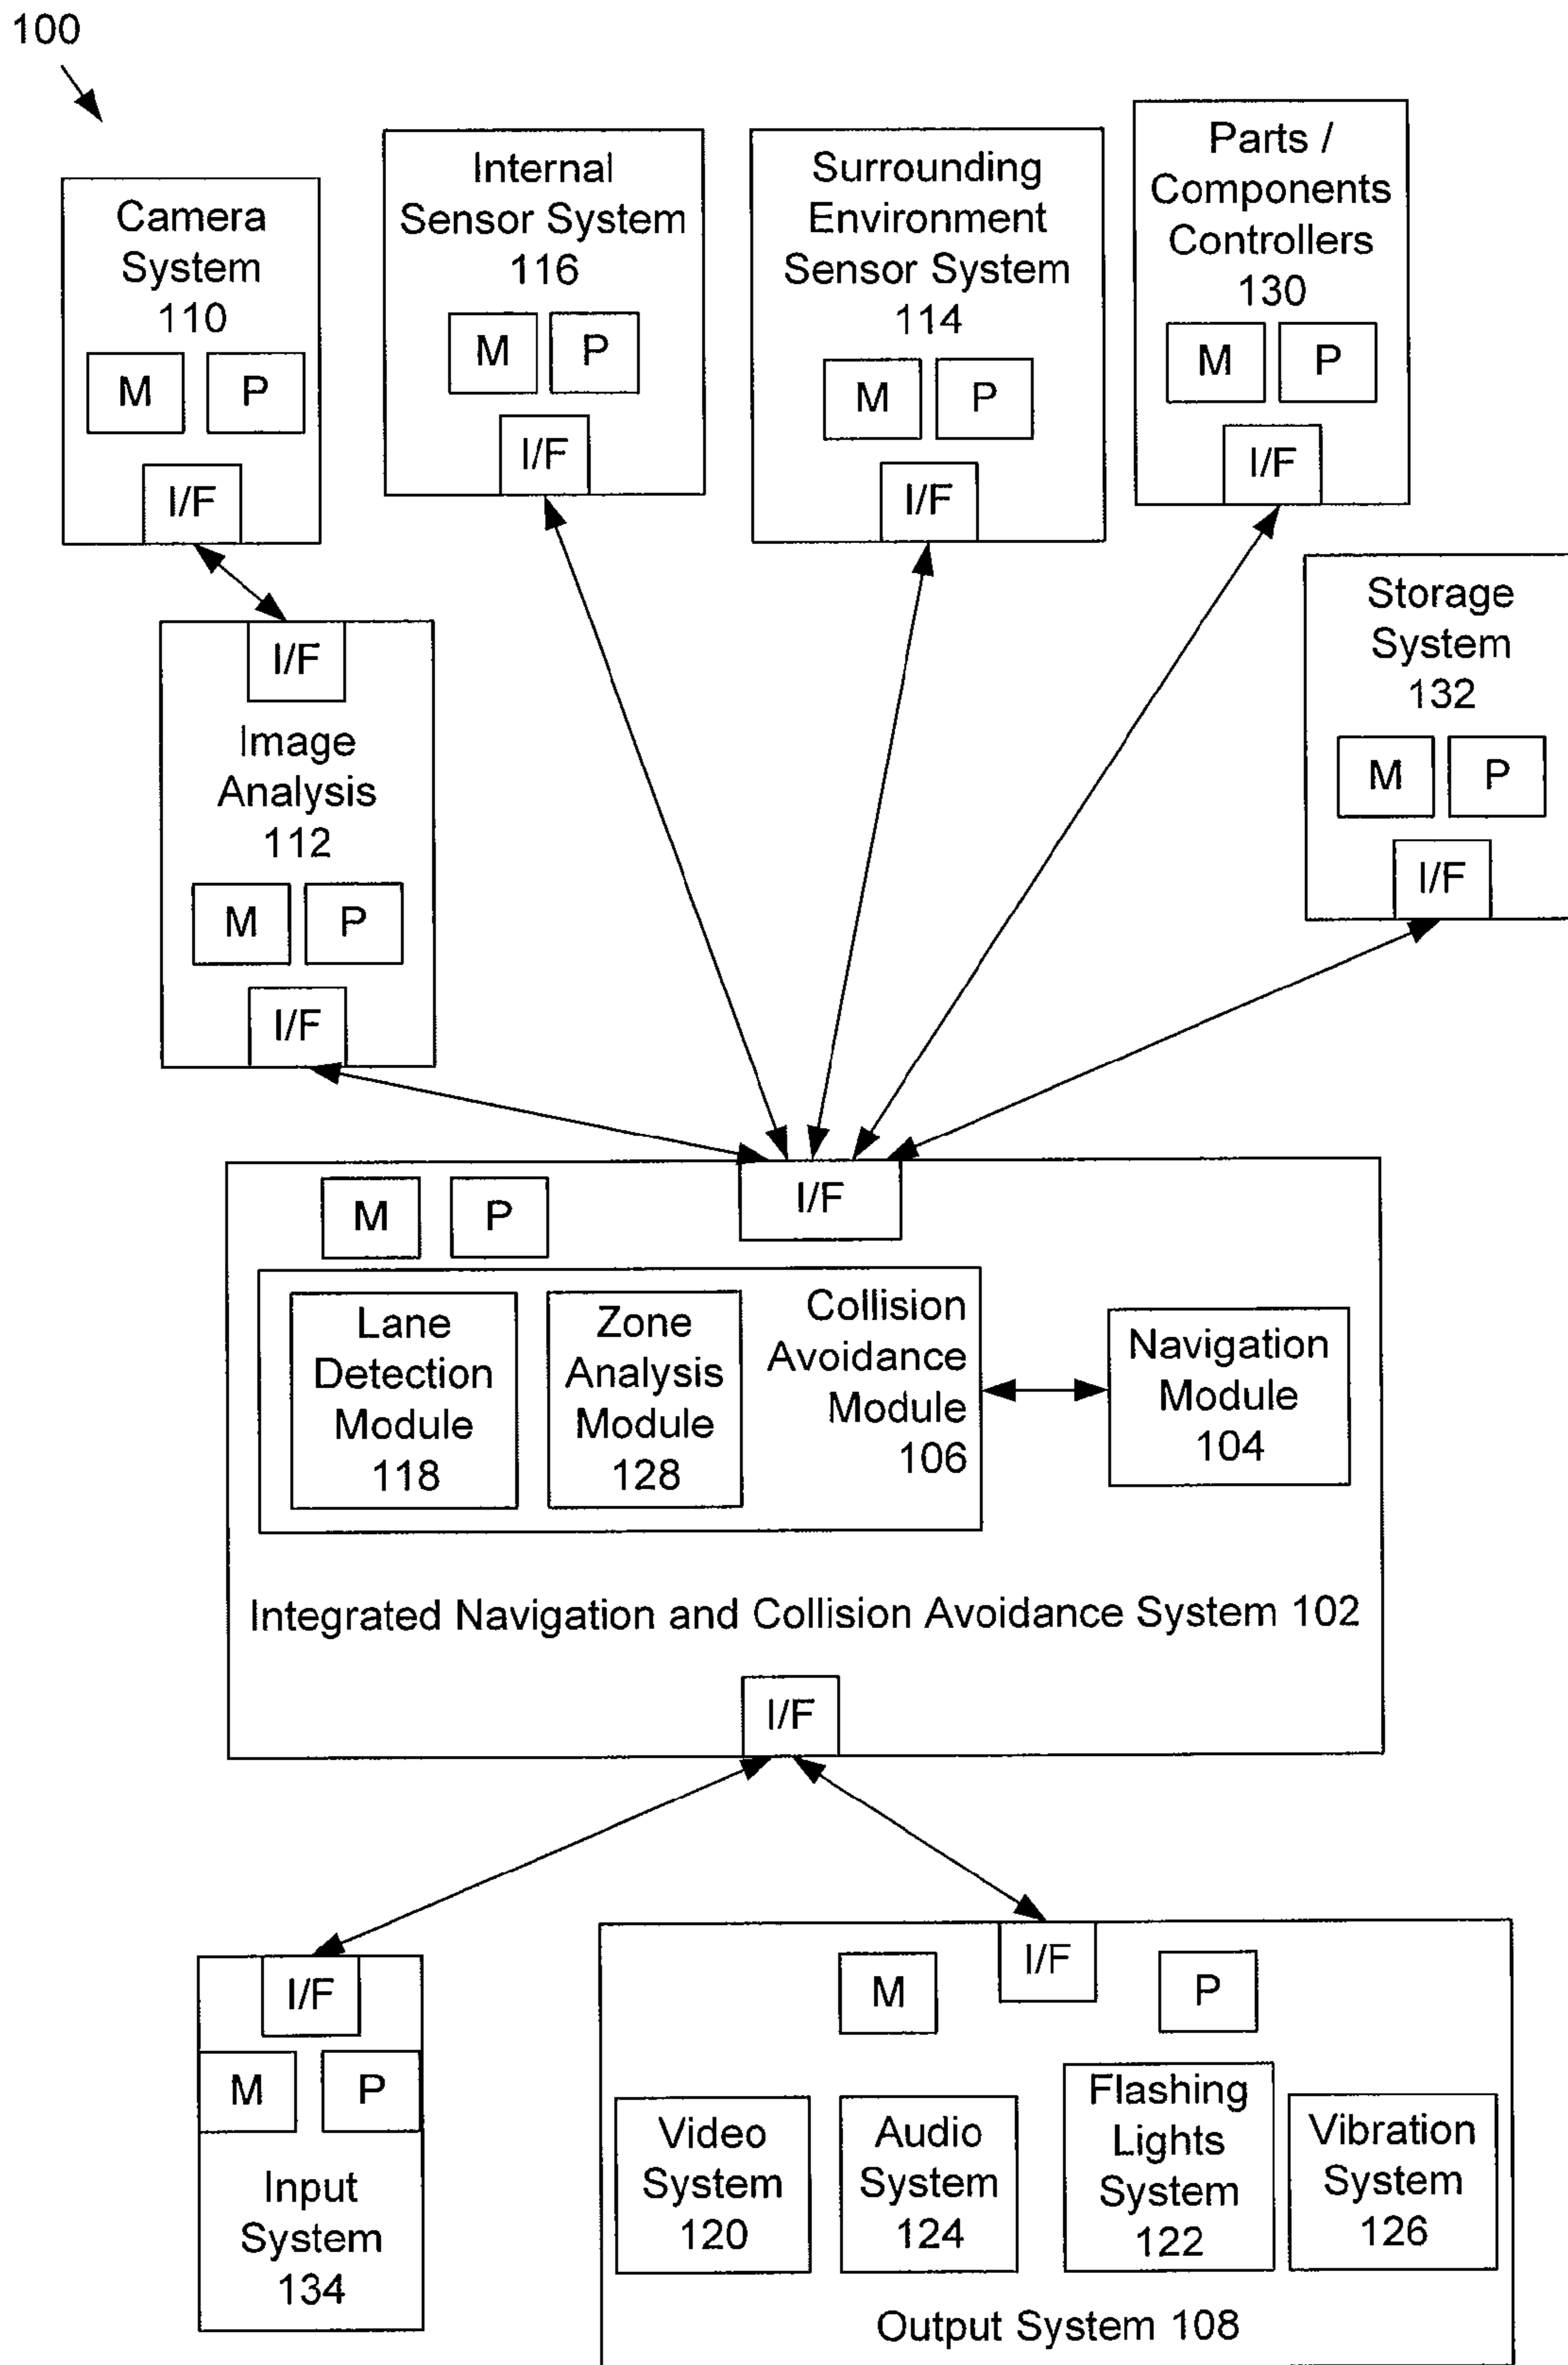 100
Camera
System
110
M
P
I/F
Internal
Sensor System
116
M
P
I/F
Surrounding
Environment
Sensor System
114
M
P
I/F
Parts /
Components
Controllers
130
M
P
I/F
Storage
System
132
M
P
I/F
I/F
Image
Analysis
112
M
P
I/F
M
P
I/F
Lane
Detection
Module
118
Zone
Analysis
Module
128
Collision
Avoidance
Module
106
Navigation
Module
104
Integrated Navigation and Collision Avoidance System 102
I/F
I/F
M
P
Input
System
134
M
I/F
P
Video
System
120
Audio
System
124
Flashing
Lights
System
122
Vibration
System
126
Output System 108